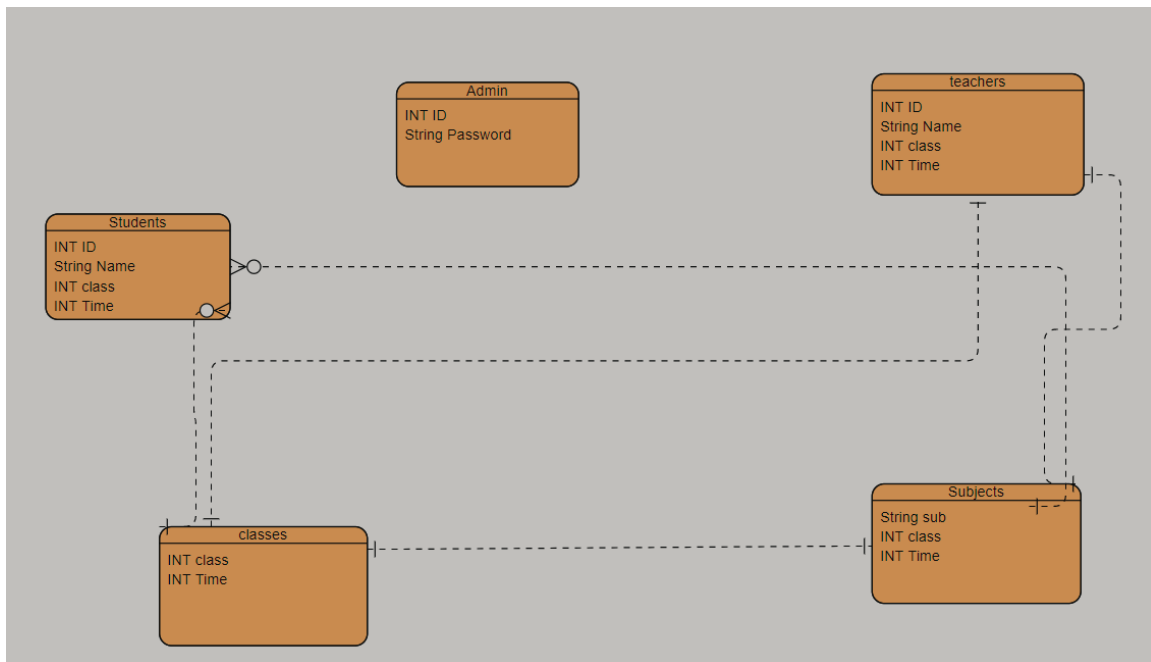 Admin
INT ID
String Password
teachers
INT ID
String Name
INT class
INT Time
Students
INT ID
String Name
INT class
INT Time
classes
INT class
INT Time
Subjects
String sub
INT class
INT Time